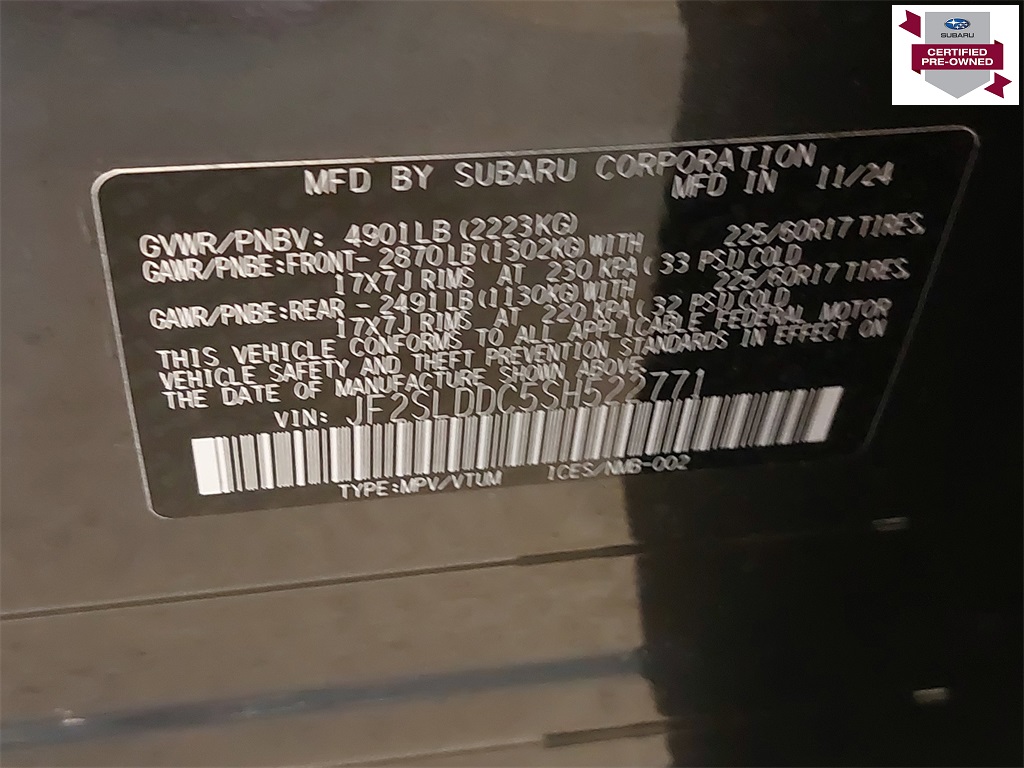 SUBARU
CERTIFIED
PRE-OWNED
MFD BY SUBARU CORPORATION
MFD IN 11/24
GVWR/PNBV: 4901LB(2223KG)
GAWR/PNBE:FRONT- 2870LB(1302KG)WITH 225/60R17 TIRES,
17X7J RIMS AT 230 KPA( 33 PSI)COLD
GAWR/PNBE:REAR - 2491LB(1130KG)WITH 225/60R17 TIRES,
17X7J RIMS AT 220 KPA( 32 PSI)COLD
THIS VEHICLE CONFORMS TO ALL APPLICABLE FEDERAL MOTOR
VEHICLE SAFETY AND THEFT PREVENTION STANDARDS IN EFFECT ON
THE DATE OF MANUFACTURE SHOWN ABOVE.
VIN: JF2SLDDC5SH522771
TYPE:MPV/VTUM ICES/NMB-002